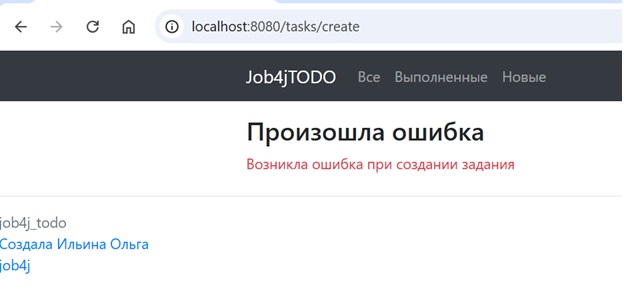 localhost:8080/tasks/create
Job4jTODO Все Выполненные Новые
Произошла ошибка
Возникла ошибка при создании задания
job4j_todo
Создала Ильина Ольга
job4j